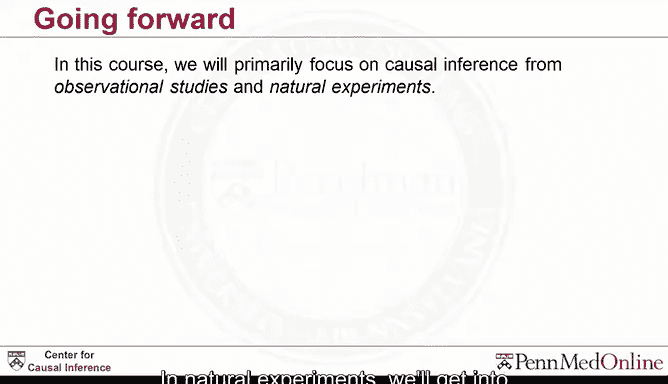 Going forward
In this course, we will primarily focus on causal inference from
observational studies and natural experiments.
Center for
Causal Inference
PennMedOnline
In natural experiments, we'll get into